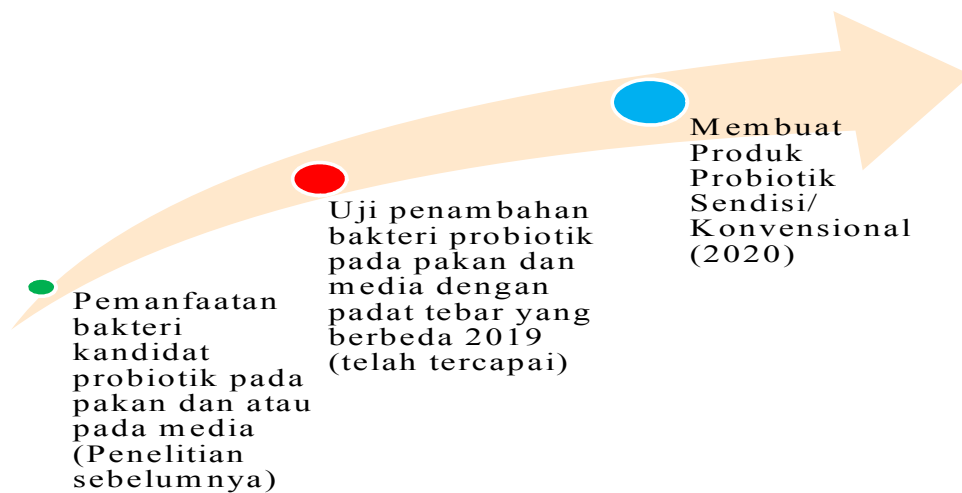 Pemanfaatan
bakteri
kandidat
probiotik pada
pakan dan atau
pada media
(Penelitian
sebelumnya)
Uji penambahan
bakteri probiotik
pada pakan dan
media dengan
padat tebar yang
berbeda 2019
(telah tercapai)
Membuat
Produk
Probiotik
Sendisi/
Konvensional
(2020)